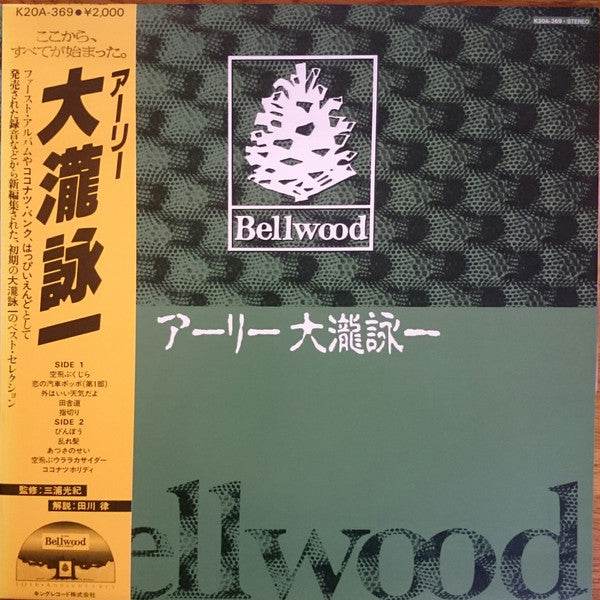 K20A-369●¥2,000
ここから、
すべてが始まった。
アーリー
大瀧詠一
ファースト・アルバムやココナツ・バンク、はっぴいえんどとして
発売された録音などから新編集された、初期の大瀧詠一のベスト・セレクション
SIDE 1
空飛ぶくじら
恋の汽車ポッポ(第1部)
外はいい天気だよ
田舎道
指切り
SIDE 2
びんぼう
乱れ髪
あつさのせい
空飛ぶウララカサイダー
ココナツホリディ
監修:三浦光紀
解説:田川 律
Bellwood
10th・Anniversary
キングレコード株式会社
K20A-369・STEREO
Bellwood
アーリー 大瀧詠一
ellwood